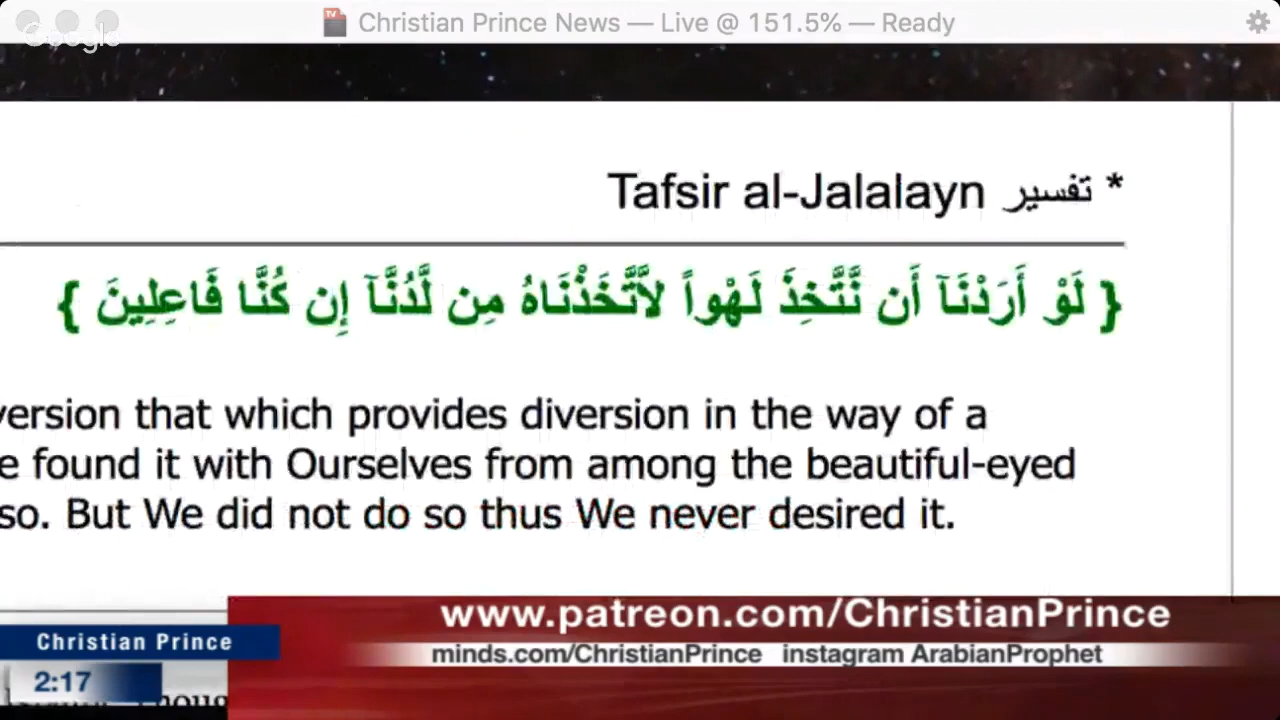 Christian Prince News — Live @ 151.5% — Ready
Google
* تفسير Tafsir al-Jalalayn
{ لَوْ أَرَدْنَآ أَن نَّتَّخِذَ لَهْواً لاَّتَّخَذْنَاهُ مِن لَّدُنَّآ إِن كُنَّا فَاعِلِينَ }
version that which provides diversion in the way of a
e found it with Ourselves from among the beautiful-eyed
so. But We did not do so thus We never desired it.
www.patreon.com/ChristianPrince
Christian Prince
minds.com/ChristianPrince instagram ArabianProphet
2:17